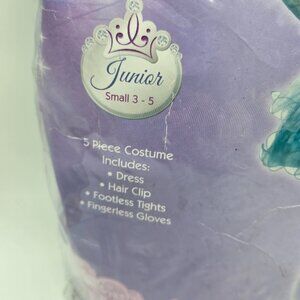 Junior
Small 3 - 5
5 Piece Costume
Includes:
• Dress
• Hair Clip
• Footless Tights
• Fingerless Gloves